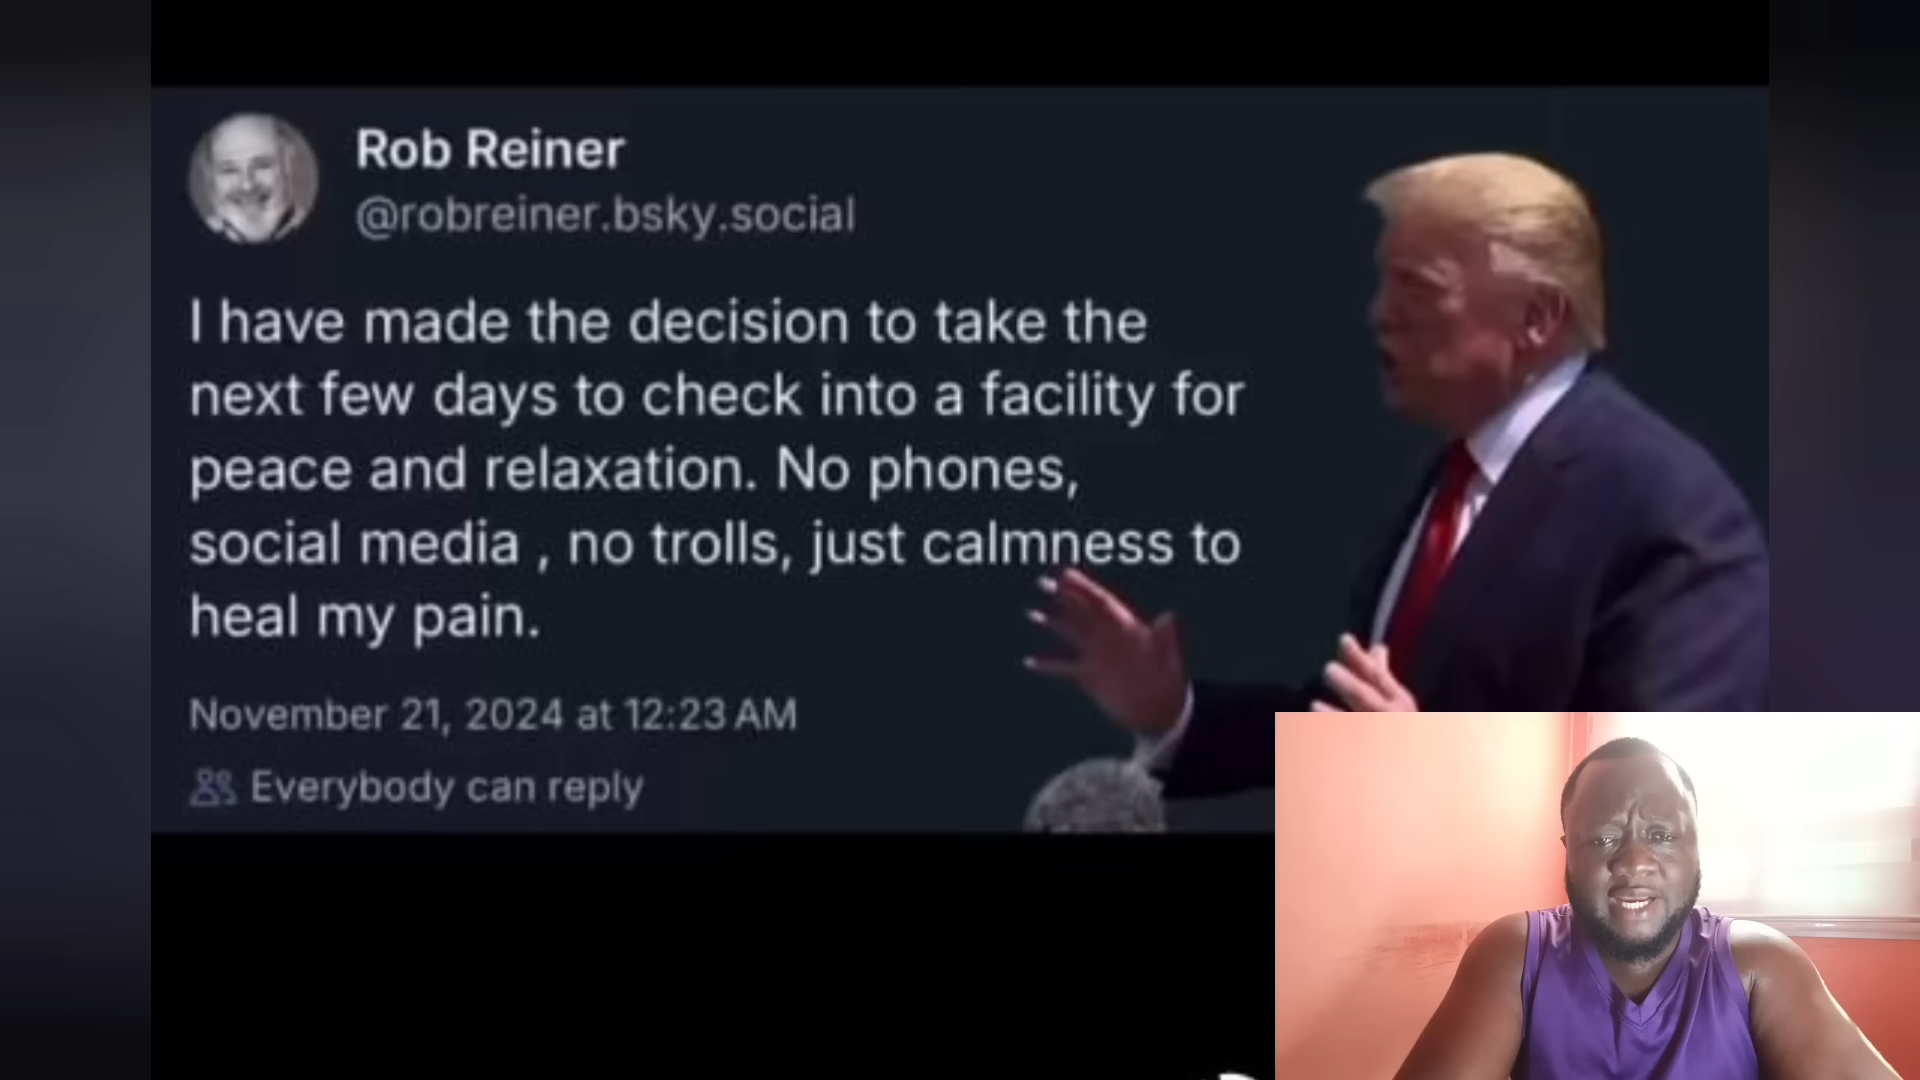 Rob Reiner
@robreiner.bsky.social
I have made the decision to take the
next few days to check into a facility for
peace and relaxation. No phones,
social media , no trolls, just calmness to
heal my pain.
November 21, 2024 at 12:23 AM
Everybody can reply